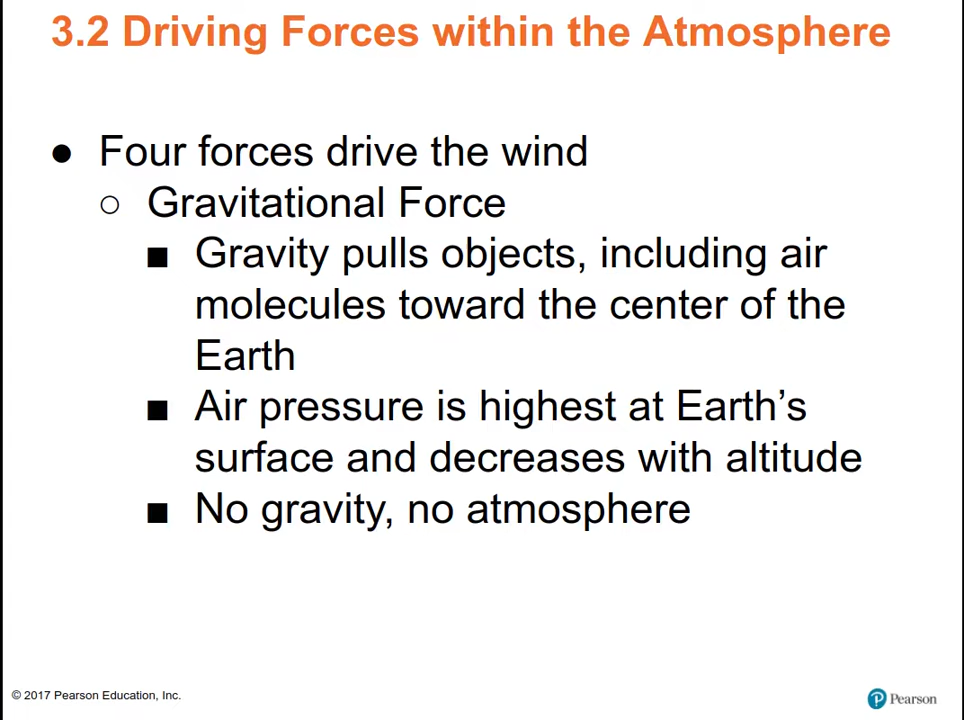 3.2 Driving Forces within the Atmosphere
● Four forces drive the wind
○ Gravitational Force
■ Gravity pulls objects, including air
molecules toward the center of the
Earth
■ Air pressure is highest at Earth’s
surface and decreases with altitude
■ No gravity, no atmosphere
© 2017 Pearson Education, Inc.
Pearson